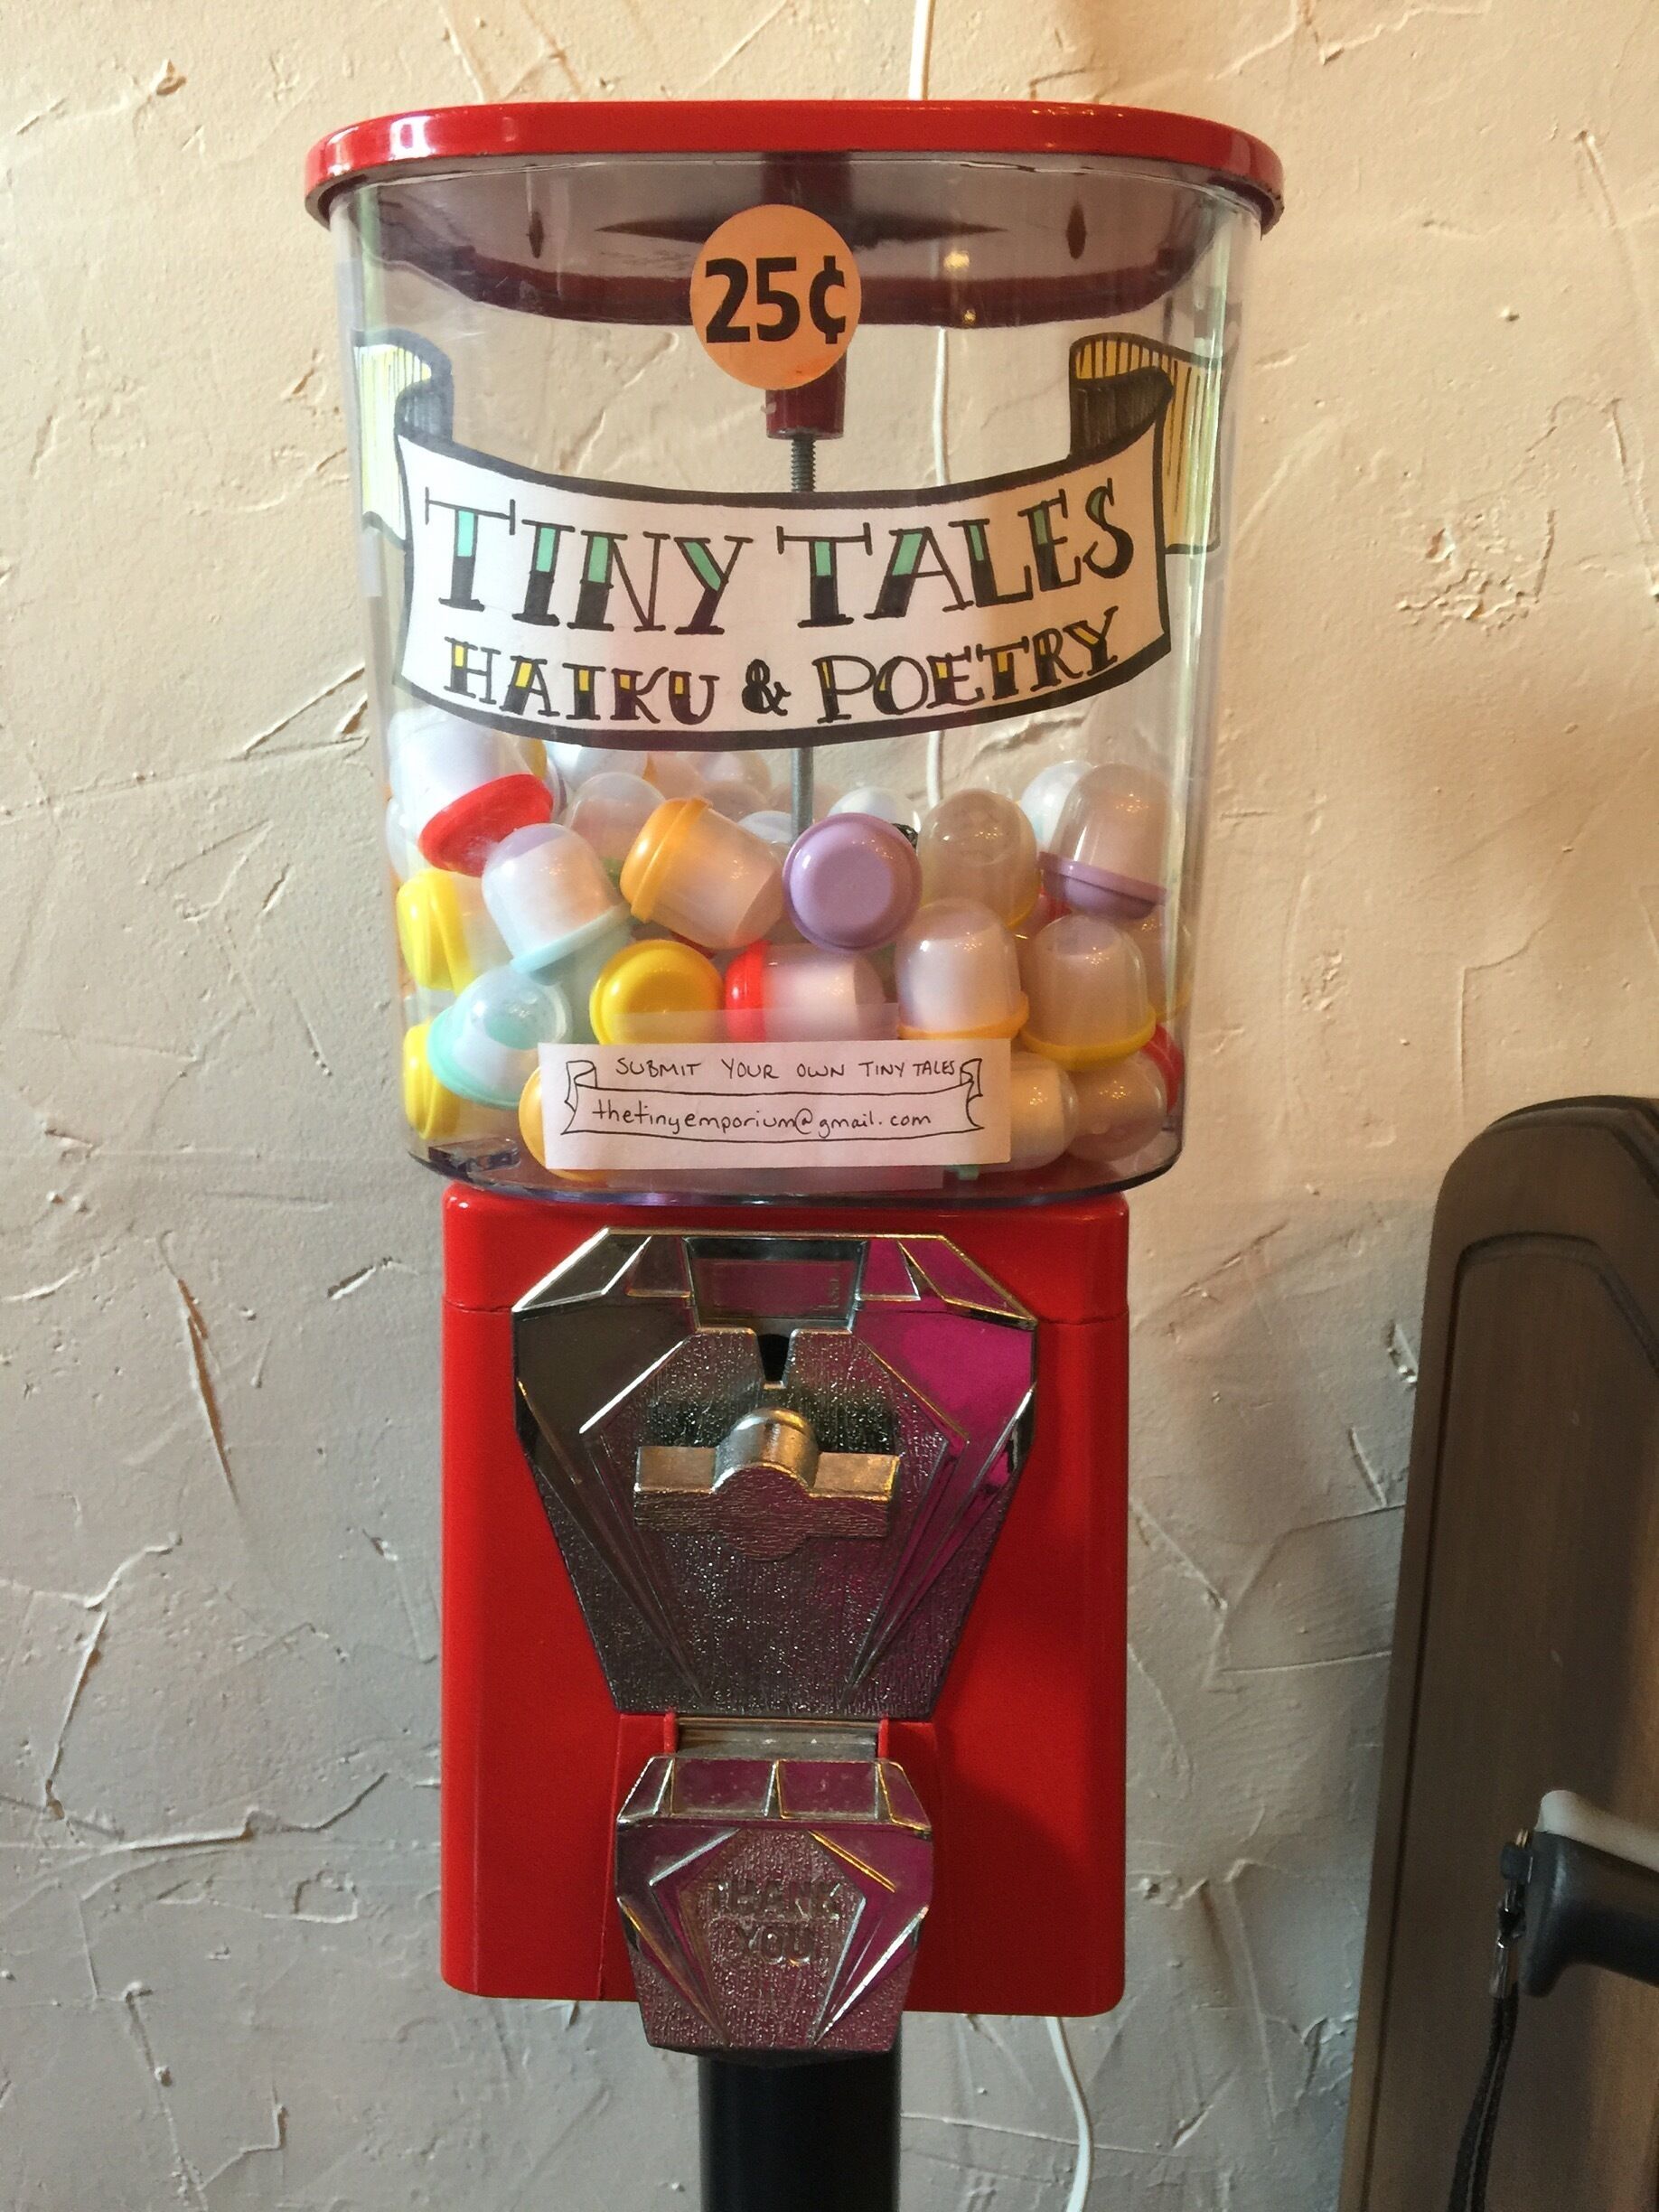 25¢
TINY TALES
HAIKU & POETRY
SUBMIT YOUR OWN TINY TALES
thetinyemporium@gmail.com
THANK
YOU